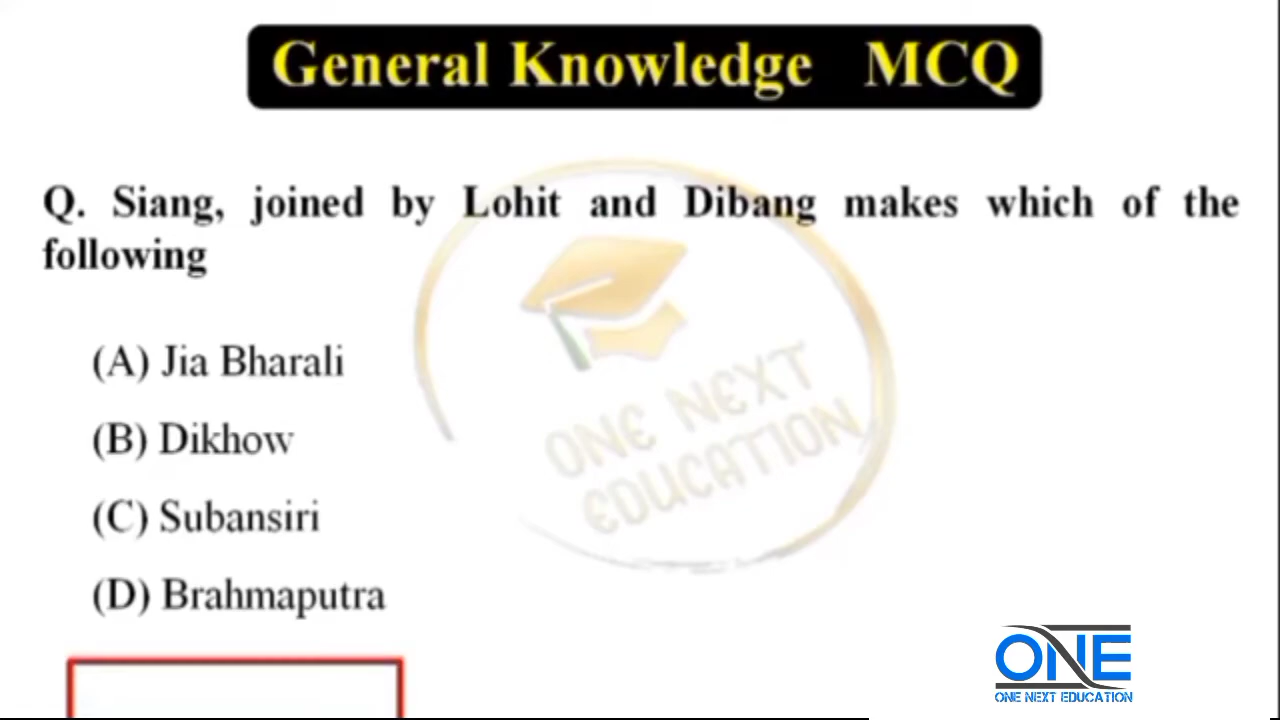 General Knowledge MCQ
Q. Siang, joined by Lohit and Dibang makes which of the
following
(A) Jia Bharali
(B) Dikhow
(C) Subansiri
(D) Brahmaputra
ONE NEXT
EDUCATION
ONE
ONE NEXT EDUCATION